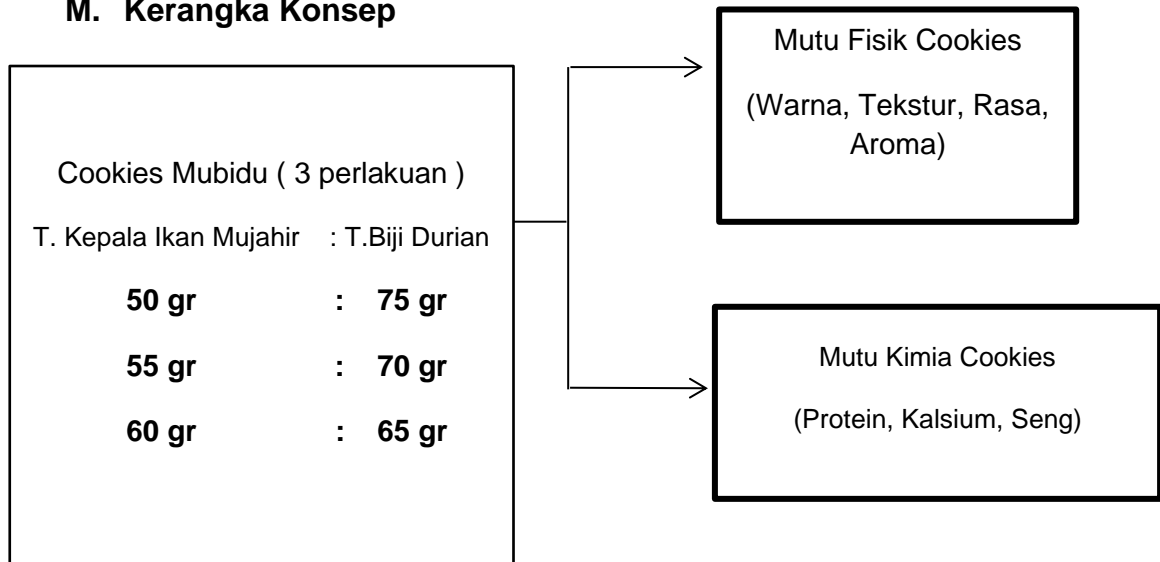 M. Kerangka Konsep
Cookies Mubidu ( 3 perlakuan )
T. Kepala Ikan Mujahir : T.Biji Durian
50 gr : 75 gr
55 gr : 70 gr
60 gr : 65 gr
Mutu Fisik Cookies
(Warna, Tekstur, Rasa,
Aroma)
Mutu Kimia Cookies
(Protein, Kalsium, Seng)